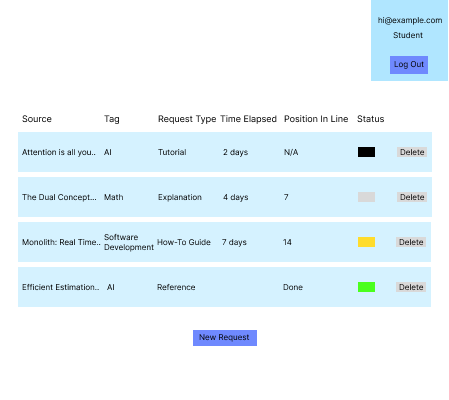 hi@example.com
Student
Log Out
Source Tag Request Type Time Elapsed Position In Line Status
Attention is all you.. AI Tutorial 2 days N/A Delete
The Dual Concept... Math Explanation 4 days 7 Delete
Monolith: Real Time.. Software Development How-To Guide 7 days 14 Delete
Efficient Estimation.. AI Reference Done Delete
New Request